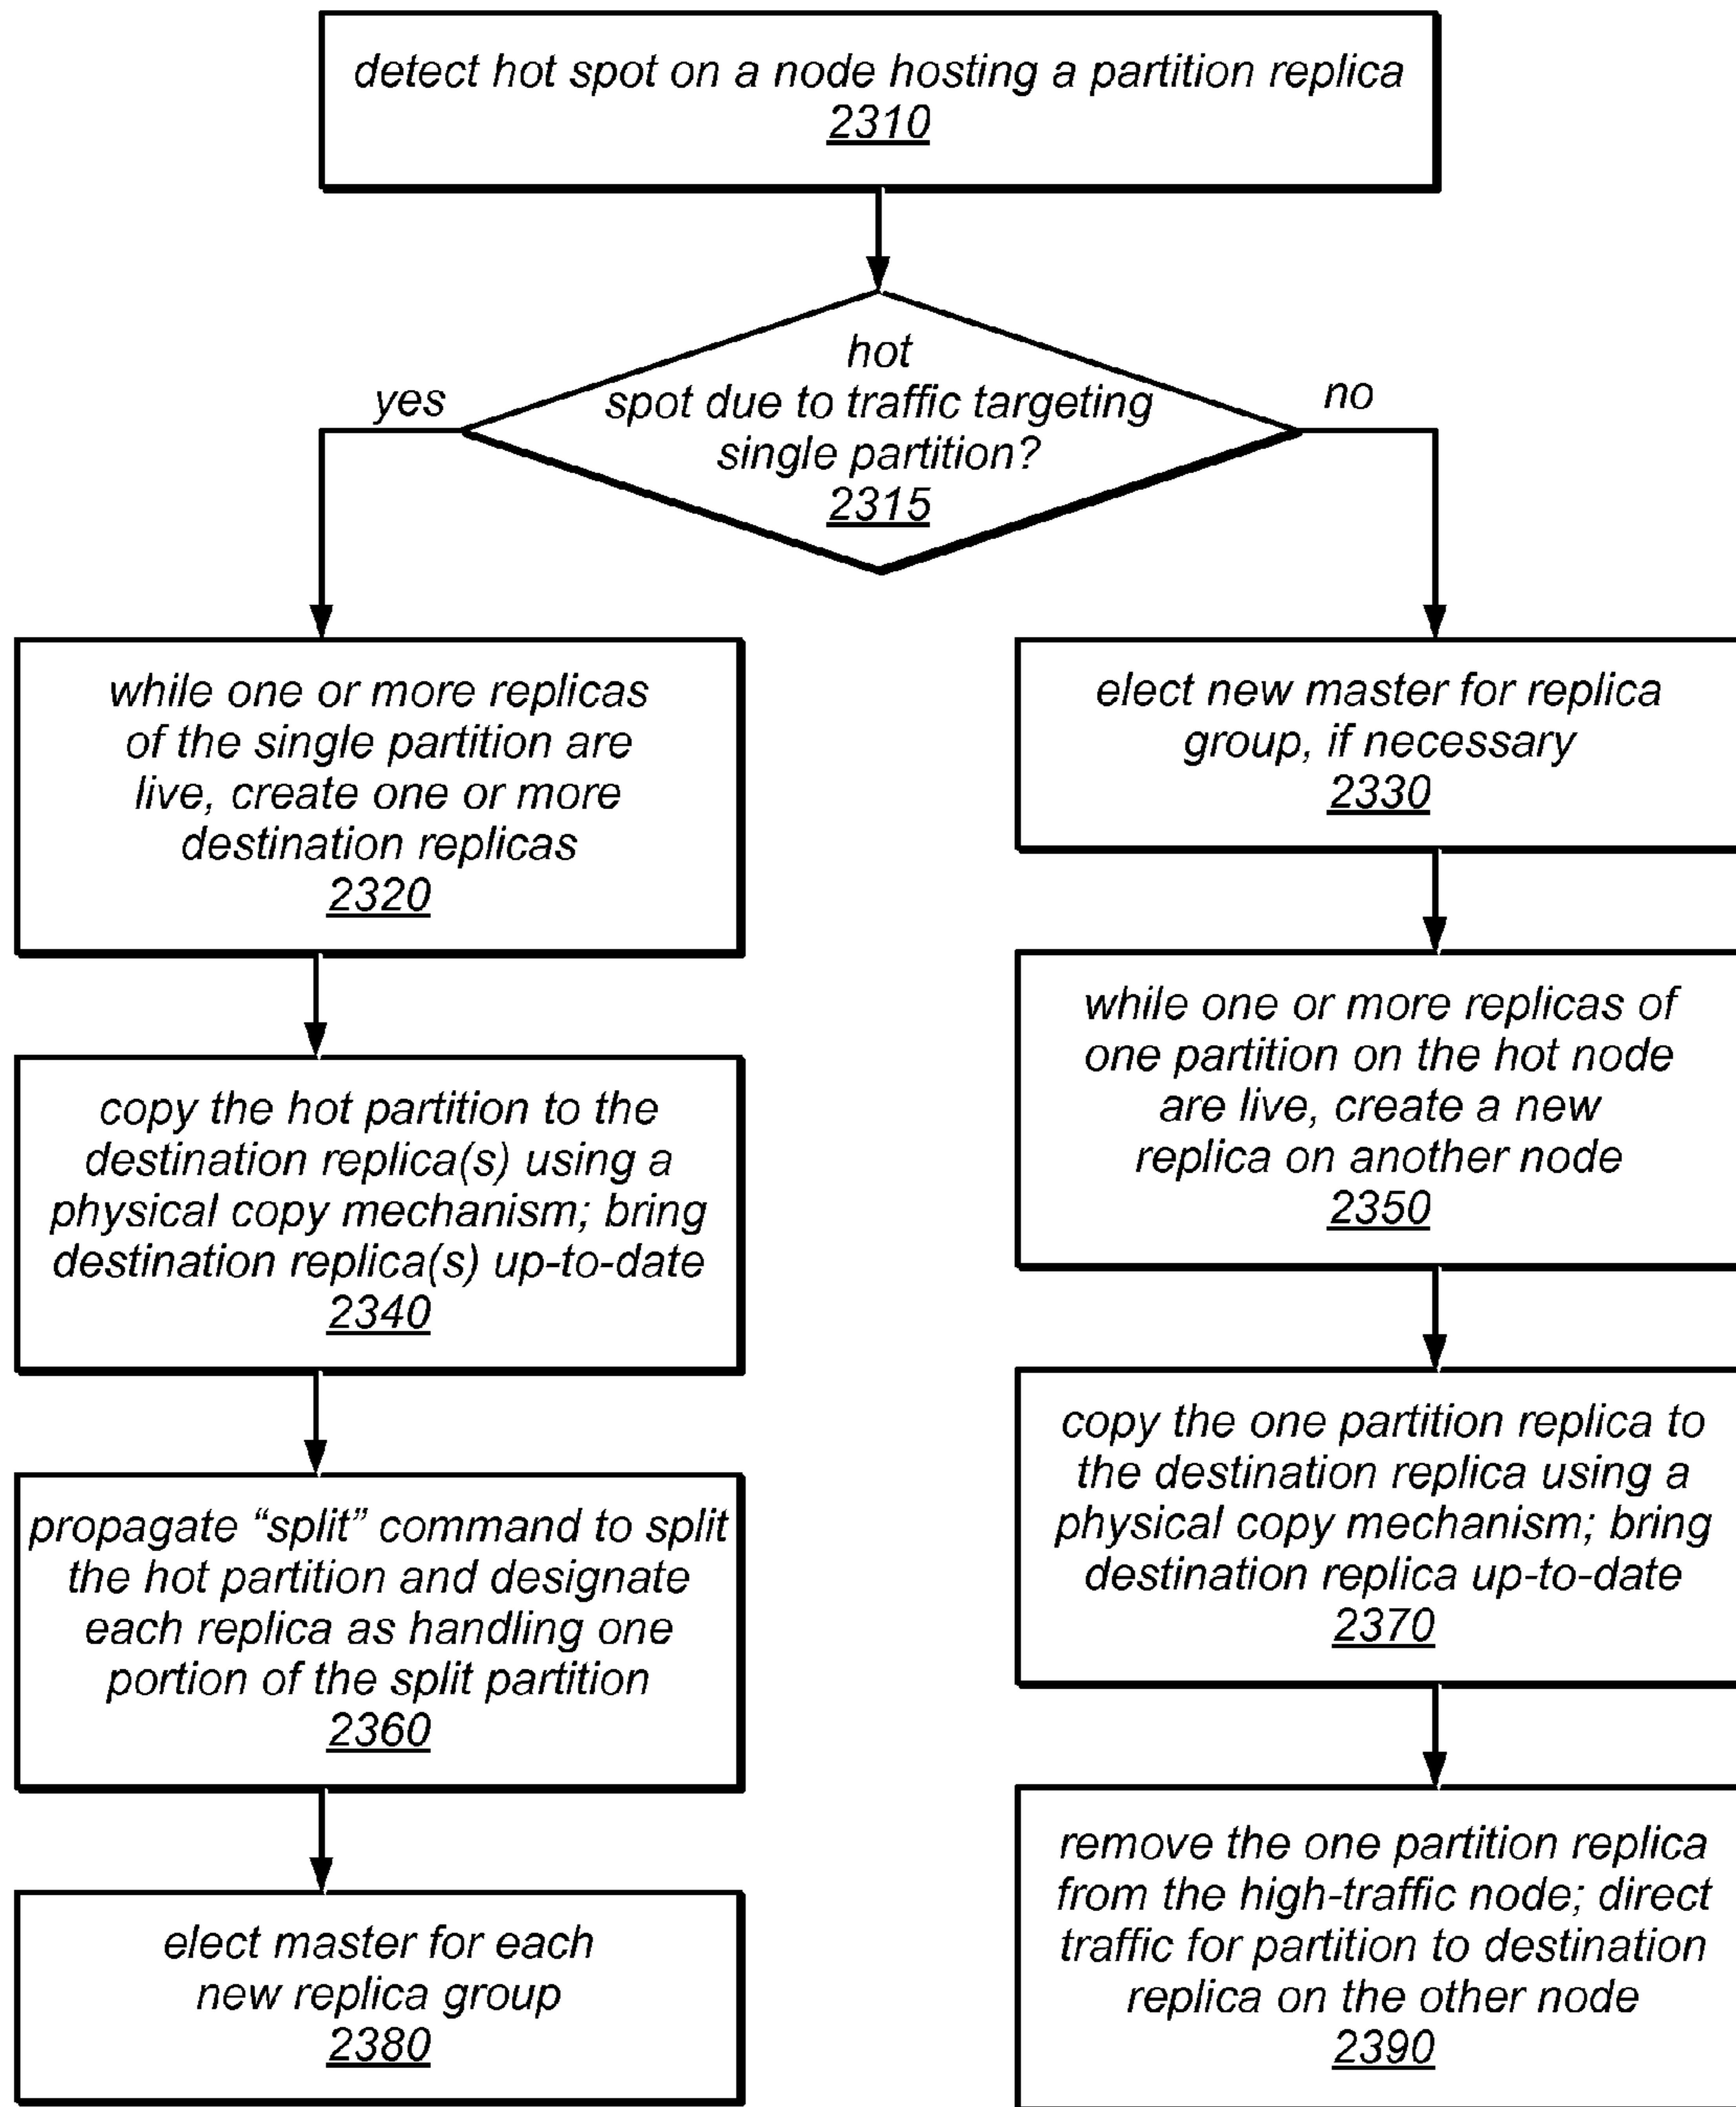 detect hot spot on a node hosting a partition replica
2310
hot
spot due to traffic targeting
single partition?
2315
yes
no
while one or more replicas
of the single partition are
live, create one or more
destination replicas
2320
copy the hot partition to the
destination replica(s) using a
physical copy mechanism; bring
destination replica(s) up-to-date
2340
propagate “split” command to split
the hot partition and designate
each replica as handling one
portion of the split partition
2360
elect master for each
new replica group
2380
elect new master for replica
group, if necessary
2330
while one or more replicas of
one partition on the hot node
are live, create a new
replica on another node
2350
copy the one partition replica to
the destination replica using a
physical copy mechanism; bring
destination replica up-to-date
2370
remove the one partition replica
from the high-traffic node; direct
traffic for partition to destination
replica on the other node
2390